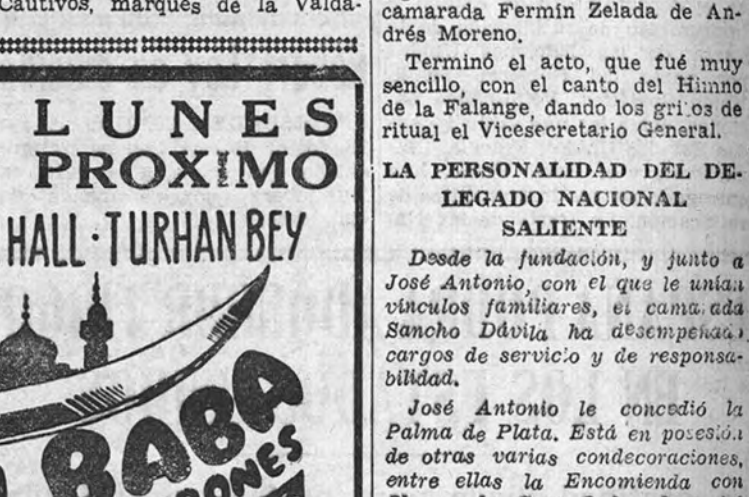 Cautivos, marqués de la Valda-
LUNES
PROXIMO
HALL · TURHAN BEY
BABA
camarada Fermín Zelada de An-
drés Moreno.
Terminó el acto, que fué muy
sencillo, con el canto del Himno
de la Falange, dando los gritos de
ritual el Vicesecretario General.
LA PERSONALIDAD DEL DE-
LEGADO NACIONAL
SALIENTE
Desde la fundación, y junto a
José Antonio, con el que le unían
vínculos familiares, el camarada
Sancho Dávila ha desempeñado
cargos de servicio y de responsa-
bilidad.
José Antonio le concedió la
Palma de Plata. Está en posesión
de otras varias condecoraciones,
entre ellas la Encomienda con